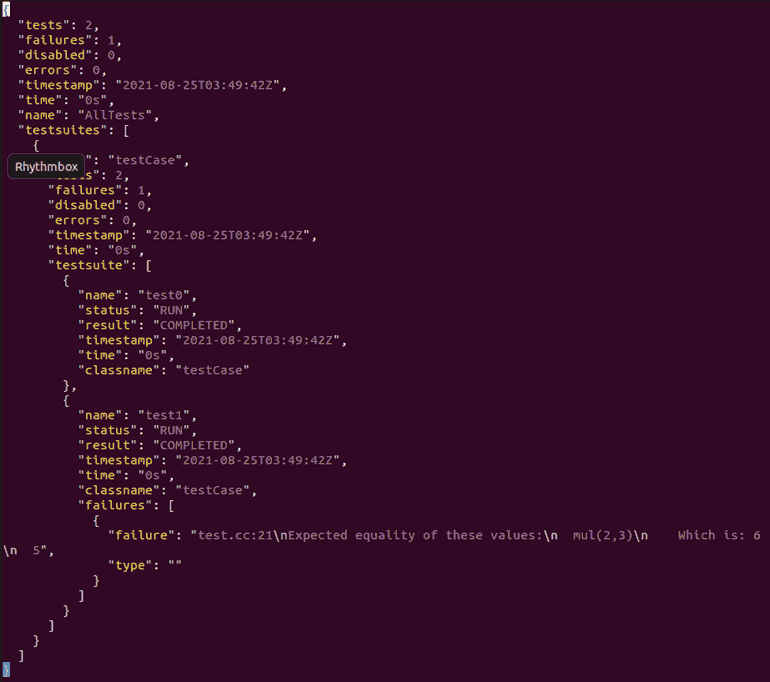 {
  "tests": 2,
  "failures": 1,
  "disabled": 0,
  "errors": 0,
  "timestamp": "2021-08-25T03:49:42Z",
  "time": "0s",
  "name": "AllTests",
  "testsuites": [
    {
": "testCase",
Rhythmbox
": 2,
      "failures": 1,
      "disabled": 0,
      "errors": 0,
      "timestamp": "2021-08-25T03:49:42Z",
      "time": "0s",
      "testsuite": [
        {
          "name": "test0",
          "status": "RUN",
          "result": "COMPLETED",
          "timestamp": "2021-08-25T03:49:42Z",
          "time": "0s",
          "classname": "testCase"
        },
        {
          "name": "test1",
          "status": "RUN",
          "result": "COMPLETED",
          "timestamp": "2021-08-25T03:49:42Z",
          "time": "0s",
          "classname": "testCase",
          "failures": [
            {
              "failure": "test.cc:21\nExpected equality of these values:\n  mul(2,3)\n    Which is: 6
\n  5",
              "type": ""
            }
          ]
        }
      ]
    }
  ]
}